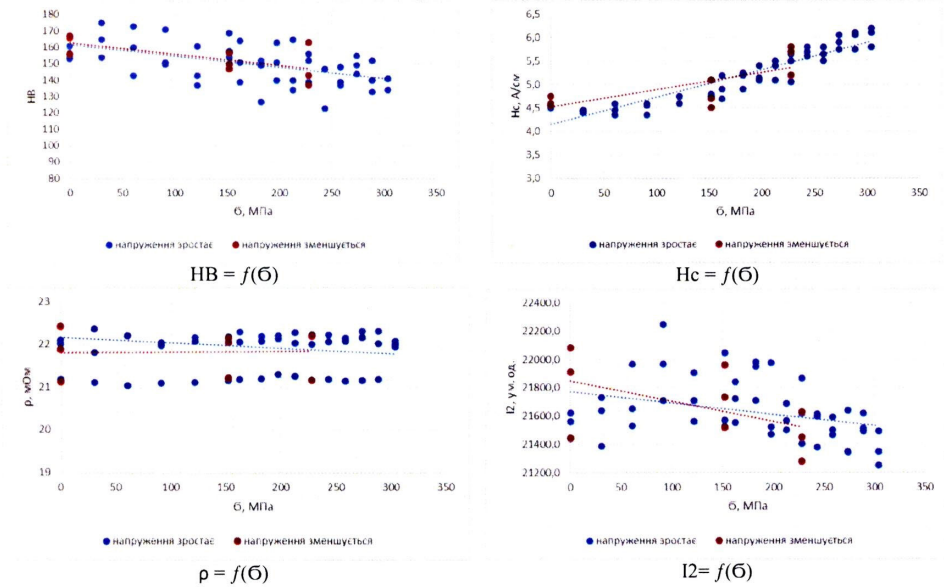 180
170
160
150
140
130
120
110
100
90
80
НВ
0 50 100 150 200 250 300 350
б, МПа
напруження зростає напруження зменшується
HB = f(б)
6,5
6,0
5,5
5,0
4,5
4,0
3,5
3,0
Нс, А/см
0 50 100 150 200 250 300 350
б, МПа
напруження зростає напруження зменшується
Hc = f(б)
23
22
21
20
19
ρ, мОм
0 50 100 150 200 250 300 350
б, МПа
напруження зростає напруження зменшується
ρ = f(б)
22400,0
22200,0
22000,0
21800,0
21600,0
21400,0
21200,0
I2, ум. од.
0 50 100 150 200 250 300 350
б, МПа
напруження зростає напруження зменшується
I2= f(б)